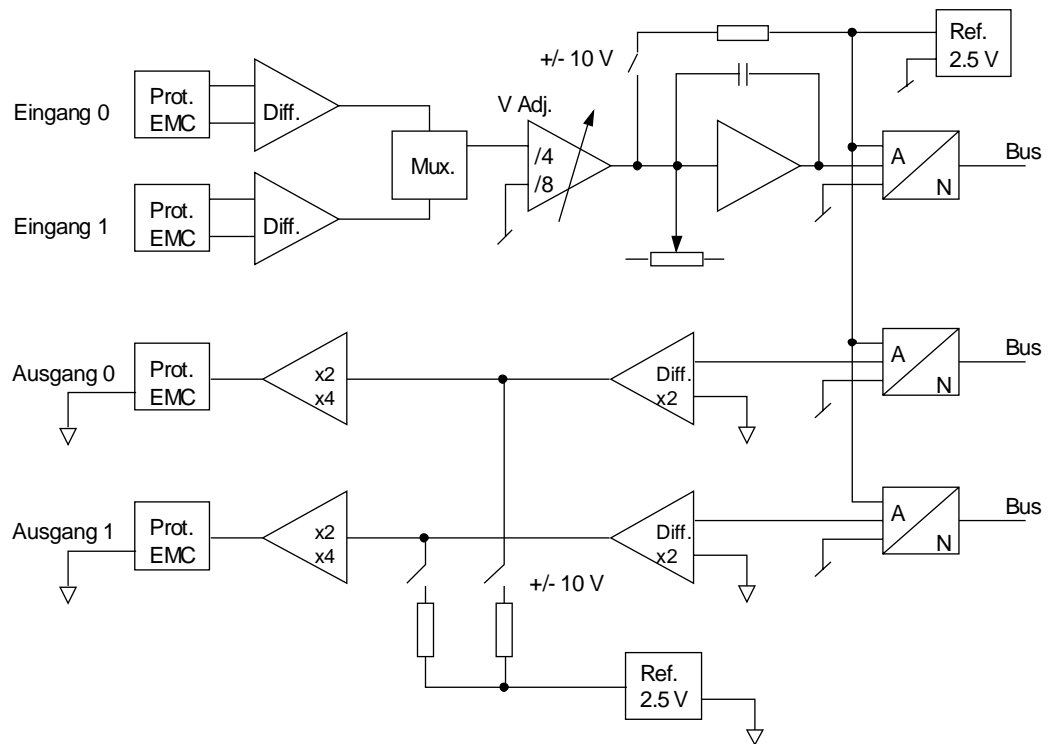 Ref.
2.5 V
+/- 10 V
Eingang 0
Prot.
EMC
Diff.
V Adj.
Mux.
/4
/8
A
N
Bus
Eingang 1
Prot.
EMC
Diff.
Ausgang 0
Prot.
EMC
x2
x4
Diff.
x2
A
N
Bus
Ausgang 1
Prot.
EMC
x2
x4
Diff.
x2
A
N
Bus
+/- 10 V
Ref.
2.5 V